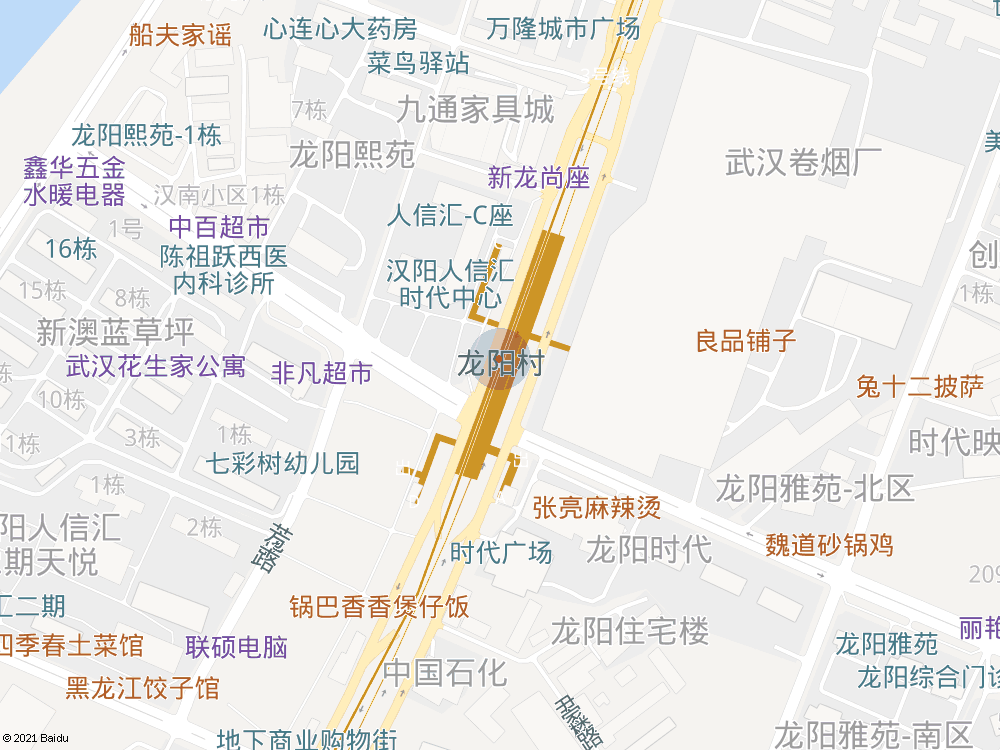 船夫家谣
心连心大药房
万隆城市广场
菜鸟驿站
3号线
7栋
九通家具城
龙阳熙苑-1栋
龙阳熙苑
武汉卷烟厂
美
鑫华五金
水暖电器
新龙尚座
汉南小区1栋
1号
中百超市
人信汇-C座
16栋
陈祖跃西医
内科诊所
创
汉阳人信汇
时代中心
15栋
8栋
1栋
新澳蓝草坪
良品铺子
武汉花生家公寓
非凡超市
龙阳村
栋
兔十二披萨
10栋
1栋
3栋
1栋
时代映
七彩树幼儿园
1栋
龙阳雅苑-北区
张亮麻辣烫
2栋
阳人信汇
期天悦
芳路
时代广场
龙阳时代
魏道砂锅鸡
209
汇二期
锅巴香香煲仔饭
龙阳住宅楼
丽艳
四季春土菜馆
联硕电脑
龙阳雅苑
中国石化
龙阳综合门诊
黑龙江饺子馆
龙阳雅苑-南区
地下商业购物街
© 2021 Baidu